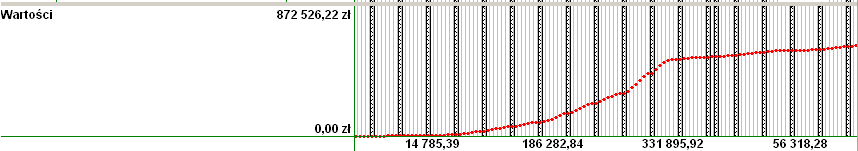 Wartości 872 526,22 zł
0,00 zł
14 785,39 186 282,84 331 895,92 56 318,28